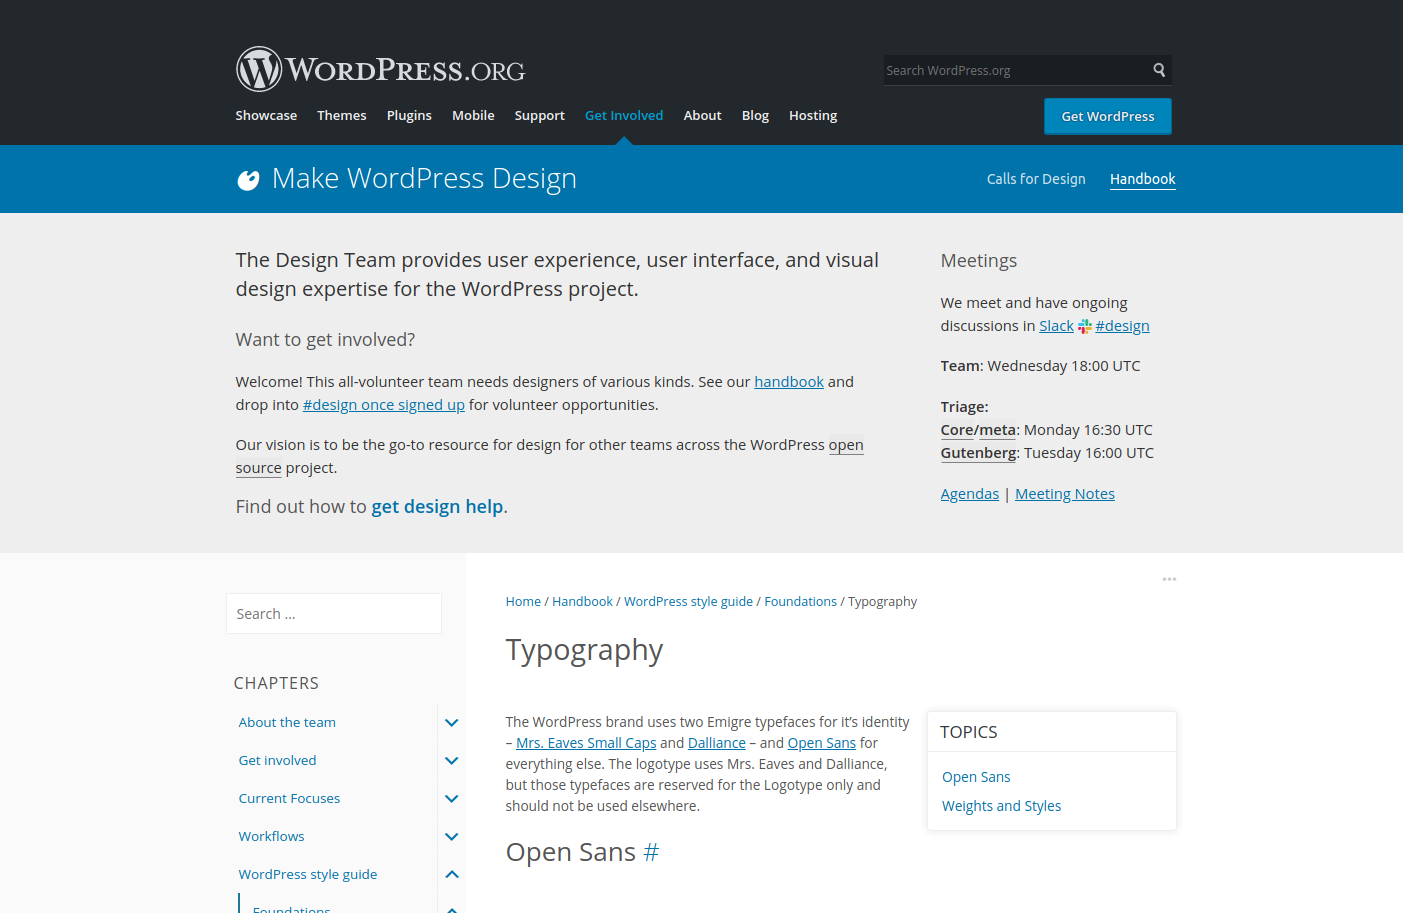 WORDPRESS.ORG
Search WordPress.org
Showcase Themes Plugins Mobile Support Get Involved About Blog Hosting
Get WordPress
Make WordPress Design
Calls for Design Handbook
The Design Team provides user experience, user interface, and visual
design expertise for the WordPress project.
Want to get involved?
Welcome! This all-volunteer team needs designers of various kinds. See our handbook and
drop into #design once signed up for volunteer opportunities.
Our vision is to be the go-to resource for design for other teams across the WordPress open
source project.
Find out how to get design help.
Meetings
We meet and have ongoing
discussions in Slack #design
Team: Wednesday 18:00 UTC
Triage:
Core/meta: Monday 16:30 UTC
Gutenberg: Tuesday 16:00 UTC
Agendas | Meeting Notes
Search ...
CHAPTERS
About the team
Get involved
Current Focuses
Workflows
WordPress style guide
Foundations
Home / Handbook / WordPress style guide / Foundations / Typography
Typography
The WordPress brand uses two Emigre typefaces for it’s identity
– Mrs. Eaves Small Caps and Dalliance – and Open Sans for
everything else. The logotype uses Mrs. Eaves and Dalliance,
but those typefaces are reserved for the Logotype only and
should not be used elsewhere.
Open Sans #
TOPICS
Open Sans
Weights and Styles